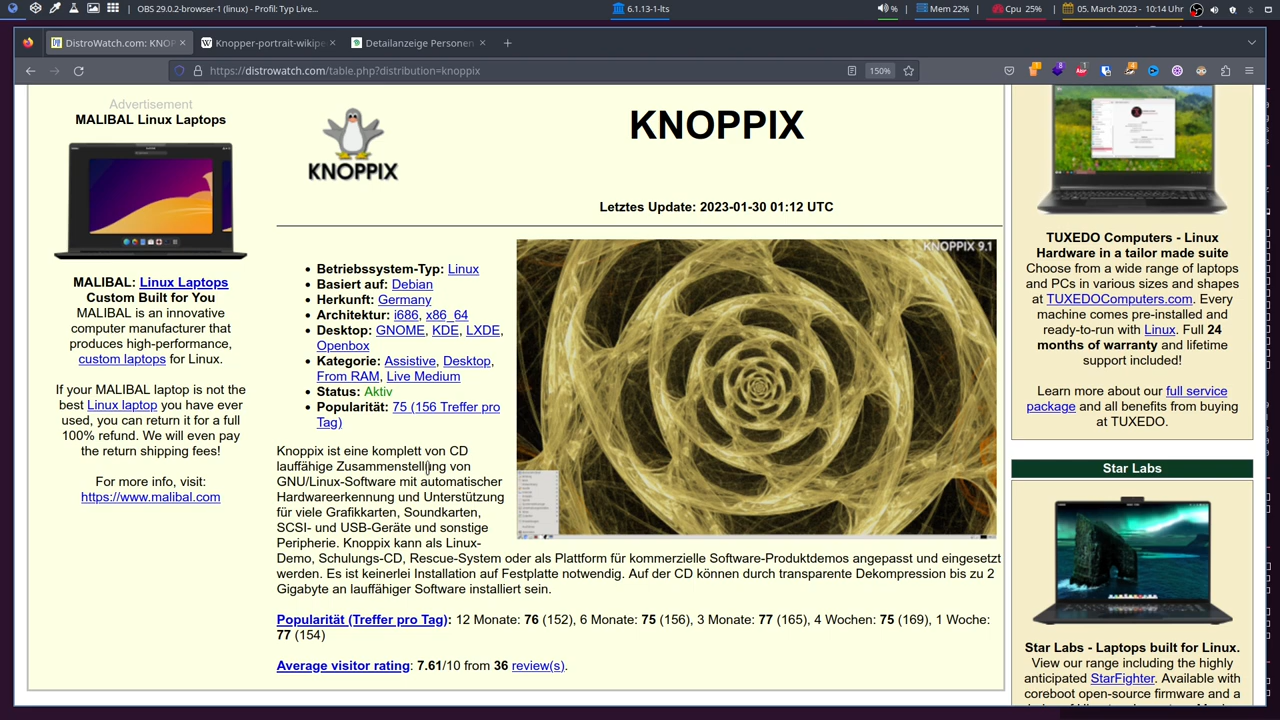 OBS 29.0.2-browser-1 (linux) - Profil: Typ Live...
6.1.13-1-lts
%
Mem 22%
Cpu 25%
05. March 2023 - 10:14 Uhr
DistroWatch.com: KNOP
Knopper-portrait-wikipe
Detailanzeige Personen
https://distrowatch.com/table.php?distribution=knoppix
150%
Advertisement
MALIBAL Linux Laptops
MALIBAL: Linux Laptops
Custom Built for You
MALIBAL is an innovative
computer manufacturer that
produces high-performance,
custom laptops for Linux.
If your MALIBAL laptop is not the
best Linux laptop you have ever
used, you can return it for a full
100% refund. We will even pay
the return shipping fees!
For more info, visit:
https://www.malibal.com
KNOPPIX
KNOPPIX
Letztes Update: 2023-01-30 01:12 UTC
KNOPPIX 9.1
• Betriebssystem-Typ: Linux
• Basiert auf: Debian
• Herkunft: Germany
• Architektur: i686, x86_64
• Desktop: GNOME, KDE, LXDE,
Openbox
• Kategorie: Assistive, Desktop,
From RAM, Live Medium
• Status: Aktiv
• Popularität: 75 (156 Treffer pro
Tag)
Knoppix ist eine komplett von CD
lauffähige Zusammenstellung von
GNU/Linux-Software mit automatischer
Hardwareerkennung und Unterstützung
für viele Grafikkarten, Soundkarten,
SCSI- und USB-Geräte und sonstige
Peripherie. Knoppix kann als Linux-
Demo, Schulungs-CD, Rescue-System oder als Plattform für kommerzielle Software-Produktdemos angepasst und eingesetzt
werden. Es ist keinerlei Installation auf Festplatte notwendig. Auf der CD können durch transparente Dekompression bis zu 2
Gigabyte an lauffähiger Software installiert sein.
Popularität (Treffer pro Tag): 12 Monate: 76 (152), 6 Monate: 75 (156), 3 Monate: 77 (165), 4 Wochen: 75 (169), 1 Woche:
77 (154)
Average visitor rating: 7.61/10 from 36 review(s).
TUXEDO Computers - Linux
Hardware in a tailor made suite
Choose from a wide range of laptops
and PCs in various sizes and shapes
at TUXEDOComputers.com. Every
machine comes pre-installed and
ready-to-run with Linux. Full 24
months of warranty and lifetime
support included!
Learn more about our full service
package and all benefits from buying
at TUXEDO.
Star Labs
Star Labs - Laptops built for Linux.
View our range including the highly
anticipated StarFighter. Available with
coreboot open-source firmware and a